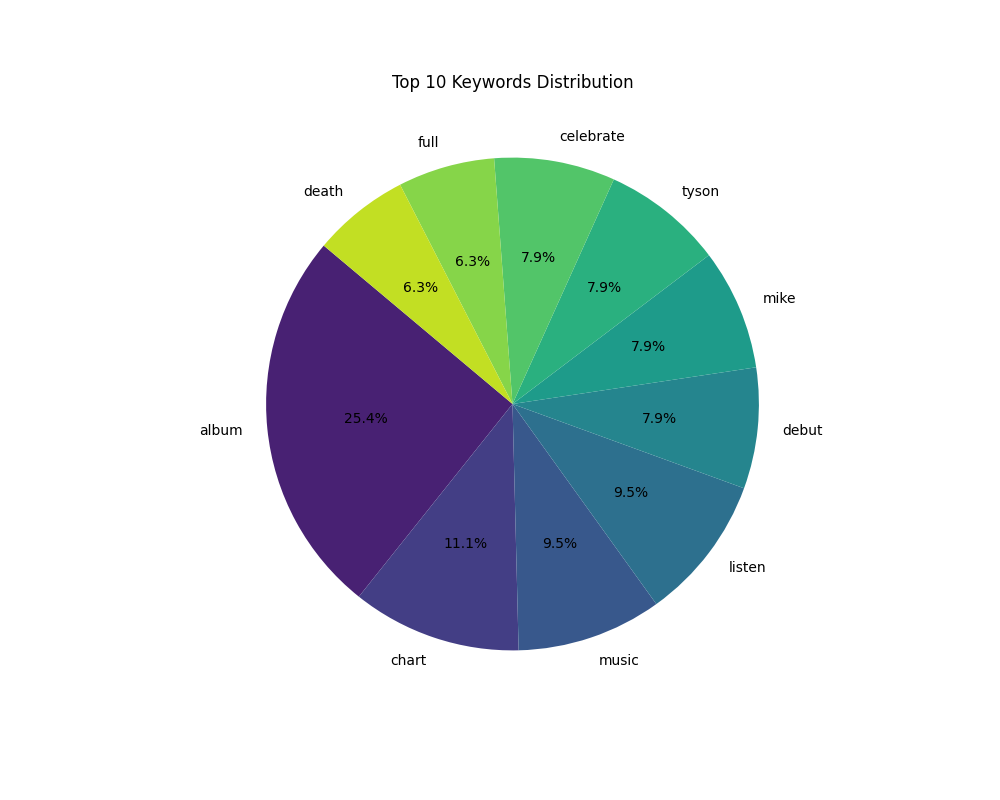 Top 10 Keywords Distribution
celebrate
full
tyson
death
7.9%
6.3%
7.9%
6.3%
mike
7.9%
album
25.4%
7.9%
debut
9.5%
11.1%
9.5%
listen
chart
music